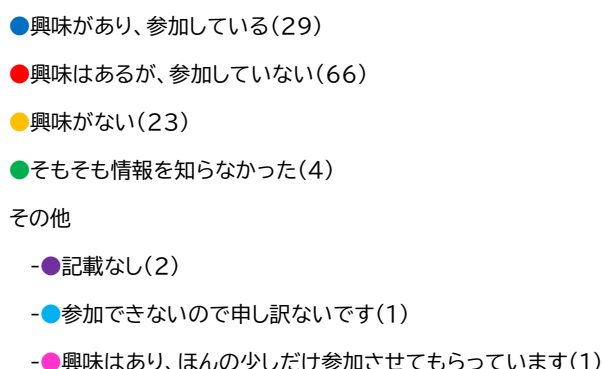 ●興味があり、参加している(29)
●興味はあるが、参加していない(66)
●興味がない(23)
●そもそも情報を知らなかった(4)
その他
-●記載なし(2)
-●参加できないので申し訳ないです(1)
-●興味はあり、ほんの少しだけ参加させてもらっています(1)